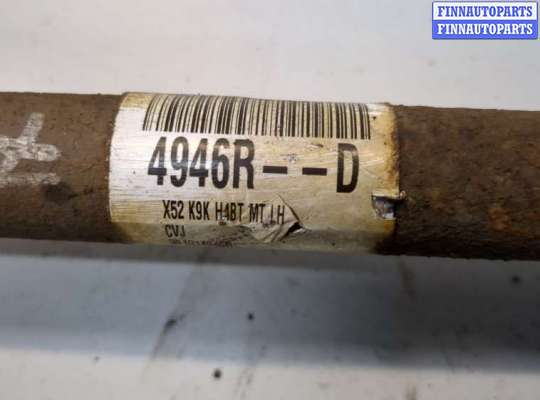 FINNAUTOPARTS
FINNAUTOPARTS
4946R--D
X52 K9K H4BT MT LH
CVJ